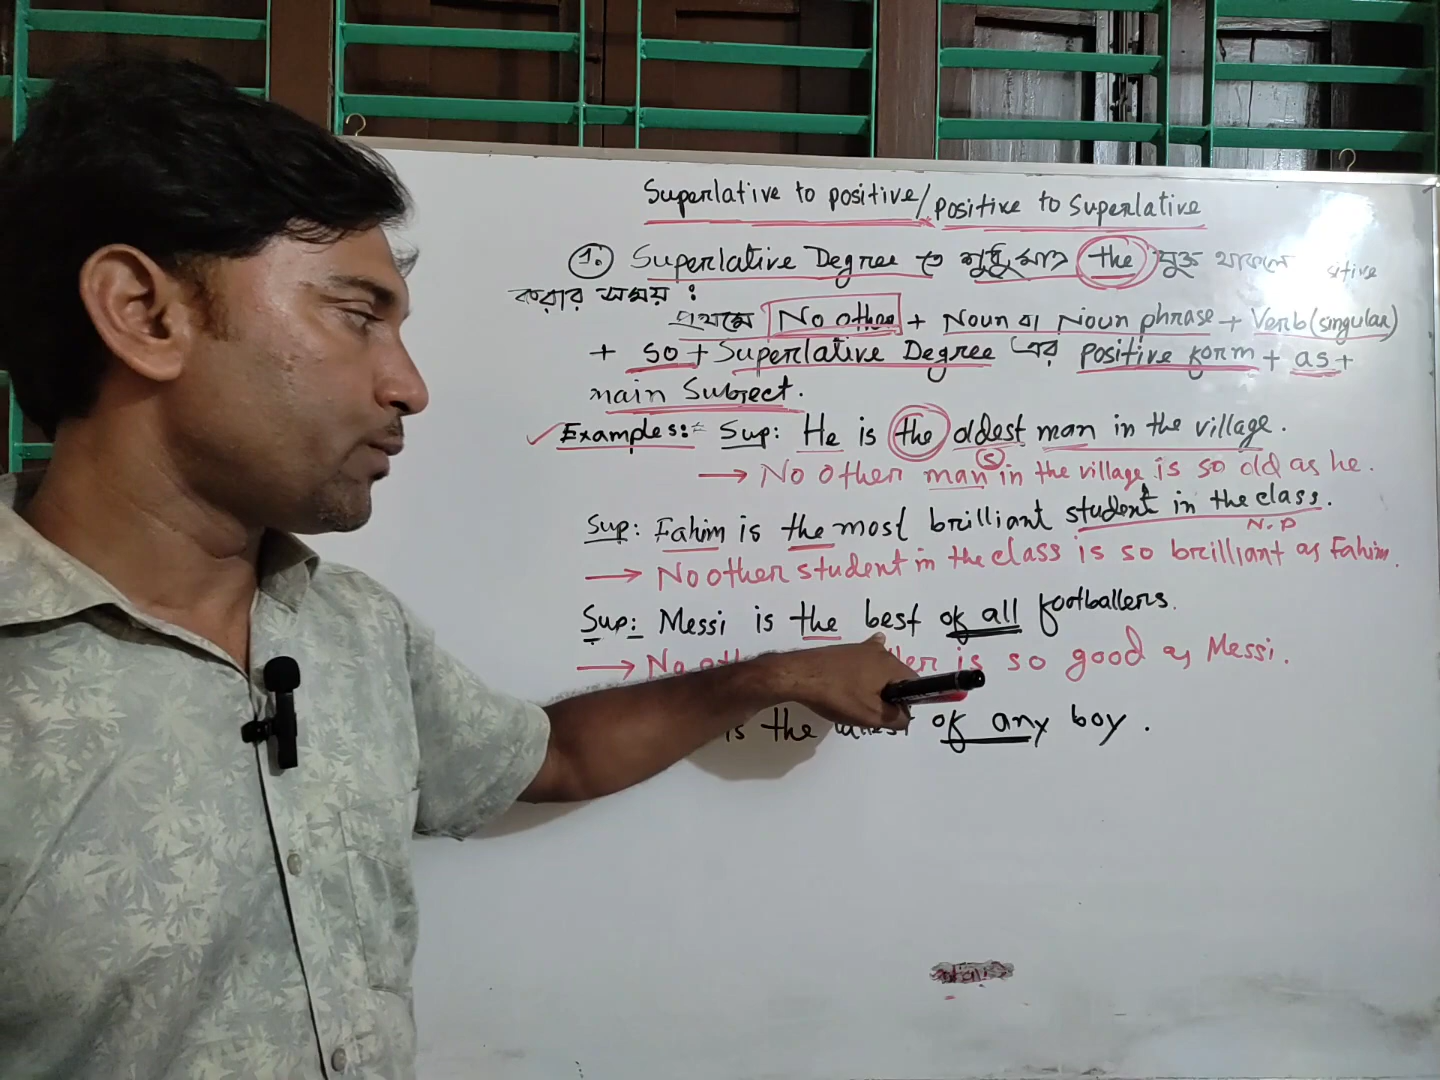 Superlative to positive/positive to Superlative
1. Superlative Degree এ শুধু মাত্র the যুক্ত থাকলে sitive
করার সময় :
প্রথমে No other + Noun বা Noun phrase + Verb (singular)
+ so + Superlative Degree এর positive form + as +
main Subject.
Examples:- Sup: He is the oldest man in the village.
(s)
→ No other man in the village is so old as he.
Sup: Fahim is the most brilliant student in the class.
N.P
→ No other student in the class is so brilliant as Fahim.
Sup: Messi is the best of all footballers.
→ No other ller is so good as Messi.
is the tallest of any boy.